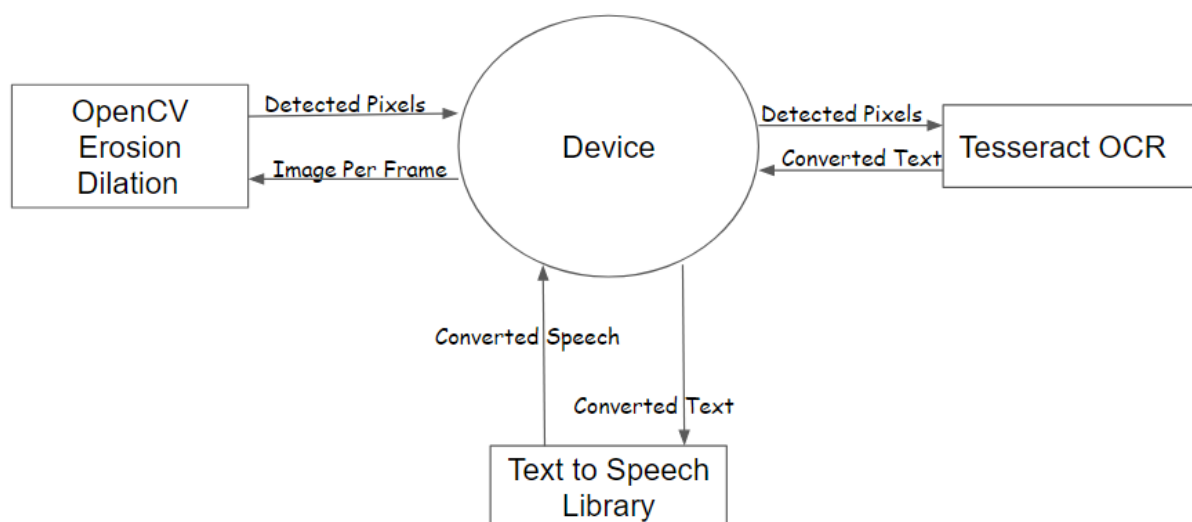 OpenCV
Erosion
Dilation
Detected Pixels
Image Per Frame
Device
Detected Pixels
Converted Text
Tesseract OCR
Converted Speech
Converted Text
Text to Speech
Library